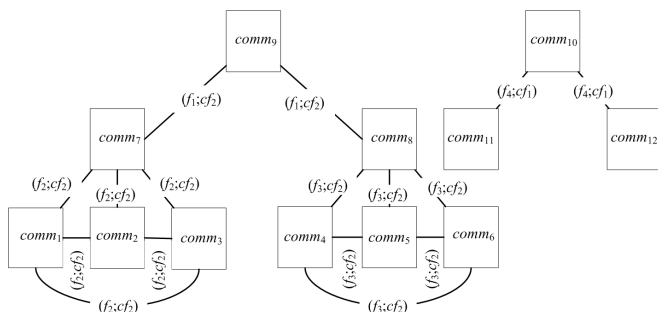 comm₉
comm₁₀
(f₁;cf₂) (f₁;cf₂)
(f₄;cf₁) (f₄;cf₁)
comm₇ comm₈ comm₁₁ comm₁₂
(f₂;cf₂) (f₂;cf₂) (f₂;cf₂) (f₃;cf₂) (f₃;cf₂) (f₃;cf₂)
comm₁ comm₂ comm₃ comm₄ comm₅ comm₆
(f₂;cf₂) (f₂;cf₂) (f₃;cf₂) (f₃;cf₂)
(f₂;cf₂) (f₃;cf₂)